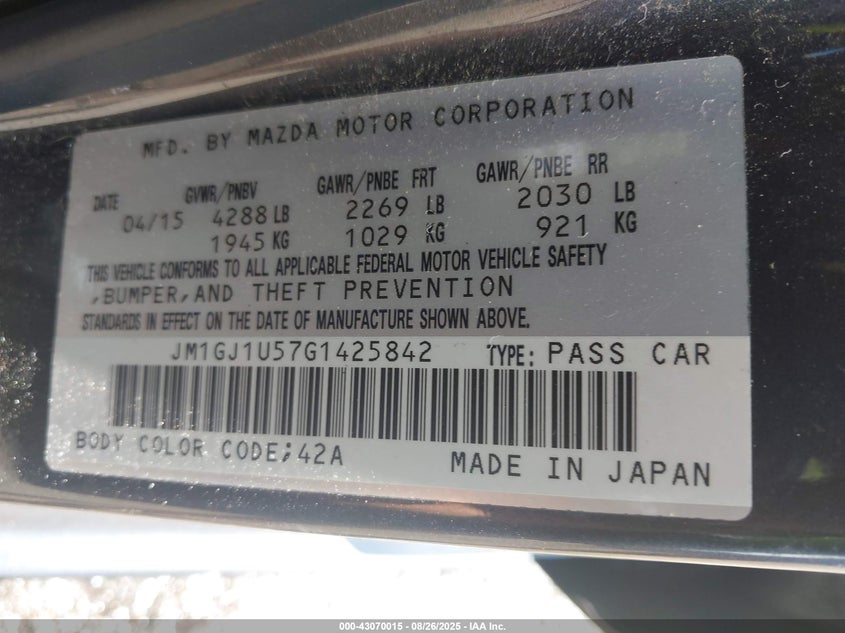 MFD. BY MAZDA MOTOR CORPORATION
DATE GVWR/PNBV GAWR/PNBE FRT GAWR/PNBE RR
04/15 4288 LB 2269 LB 2030 LB
1945 KG 1029 KG 921 KG
THIS VEHICLE CONFORMS TO ALL APPLICABLE FEDERAL MOTOR VEHICLE SAFETY
,BUMPER,AND THEFT PREVENTION
STANDARDS IN EFFECT ON THE DATE OF MANUFACTURE SHOWN ABOVE.
JM1GJ1U57G1425842 TYPE: PASS CAR
BODY COLOR CODE;42A MADE IN JAPAN
000-43070015 - 08/26/2025 - IAA Inc.